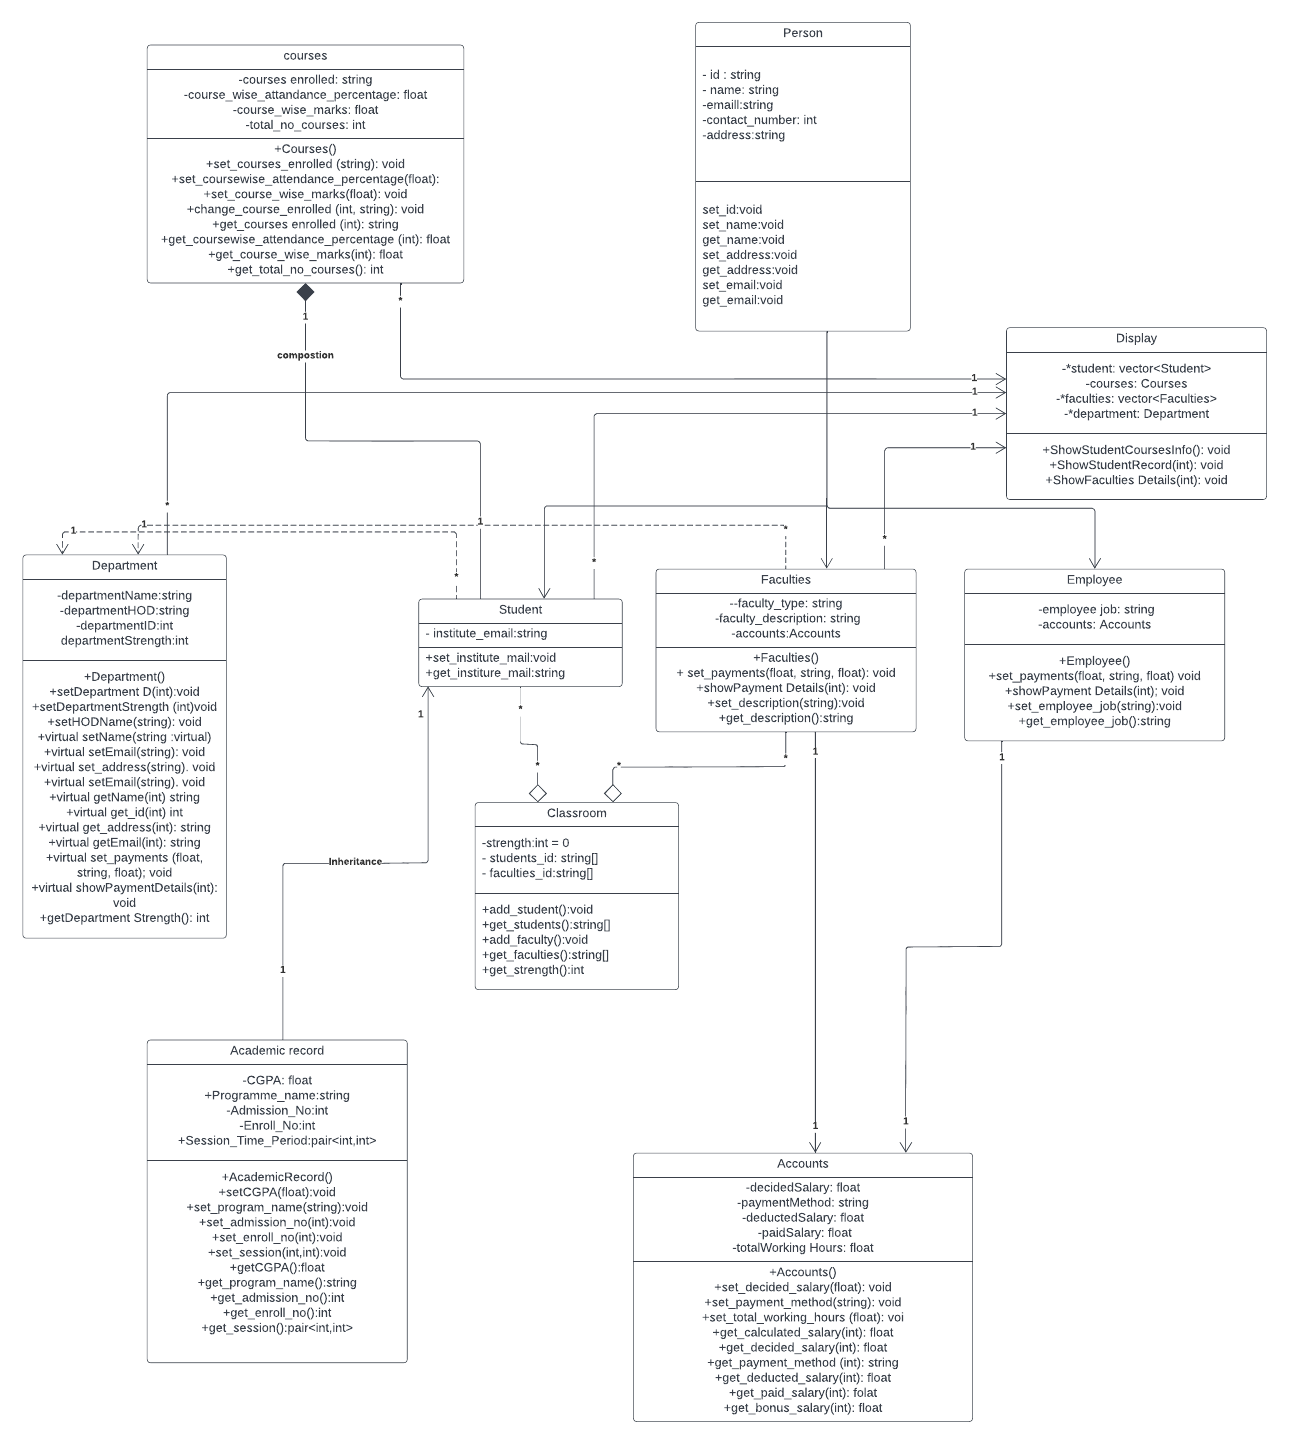 courses
-courses enrolled: string
-course_wise_attandance_percentage: float
-course_wise_marks: float
-total_no_courses: int
+Courses()
+set_courses_enrolled (string): void
+set_coursewise_attendance_percentage(float):
+set_course_wise_marks(float): void
+change_course_enrolled (int, string): void
+get_courses enrolled (int): string
+get_coursewise_attendance_percentage (int): float
+get_course_wise_marks(int): float
+get_total_no_courses(): int
Person
- id : string
- name: string
-emaill:string
-contact_number: int
-address:string
set_id:void
set_name:void
get_name:void
set_address:void
get_address:void
set_email:void
get_email:void
*
1
compostion
Display
-*student: vector<Student>
-courses: Courses
-*faculties: vector<Faculties>
-*department: Department
+ShowStudentCoursesInfo(): void
+ShowStudentRecord(int): void
+ShowFaculties Details(int): void
1
1
1
1
*
1
1
1
*
*
*
*
Department
-departmentName:string
-departmentHOD:string
-departmentID:int
departmentStrength:int
+Department()
+setDepartment D(int):void
+setDepartmentStrength (int)void
+setHODName(string): void
+virtual setName(string :virtual)
+virtual setEmail(string): void
+virtual set_address(string). void
+virtual setEmail(string). void
+virtual getName(int) string
+virtual get_id(int) int
+virtual get_address(int): string
+virtual getEmail(int): string
+virtual set_payments (float,
string, float); void
+virtual showPaymentDetails(int):
void
+getDepartment Strength(): int
Student
- institute_email:string
+set_institute_mail:void
+get_institure_mail:string
Faculties
--faculty_type: string
-faculty_description: string
-accounts:Accounts
+Faculties()
+ set_payments(float, string, float): void
+showPayment Details(int): void
+set_description(string):void
+get_description():string
Employee
-employee job: string
-accounts: Accounts
+Employee()
+set_payments(float, string, float) void
+showPayment Details(int); void
+set_employee_job(string):void
+get_employee_job():string
1
*
*
*
*
1
1
Classroom
-strength:int = 0
- students_id: string[]
- faculties_id:string[]
+add_student():void
+get_students():string[]
+add_faculty():void
+get_faculties():string[]
+get_strength():int
Inheritance
1
Academic record
-CGPA: float
+Programme_name:string
-Admission_No:int
-Enroll_No:int
+Session_Time_Period:pair<int,int>
+AcademicRecord()
+setCGPA(float):void
+set_program_name(string):void
+set_admission_no(int):void
+set_enroll_no(int):void
+set_session(int,int):void
+getCGPA():float
+get_program_name():string
+get_admission_no():int
+get_enroll_no():int
+get_session():pair<int,int>
1
1
Accounts
-decidedSalary: float
-paymentMethod: string
-deductedSalary: float
-paidSalary: float
-totalWorking Hours: float
+Accounts()
+set_decided_salary(float): void
+set_payment_method(string): void
+set_total_working_hours (float): voi
+get_calculated_salary(int): float
+get_decided_salary(int): float
+get_payment_method (int): string
+get_deducted_salary(int): float
+get_paid_salary(int): folat
+get_bonus_salary(int): float